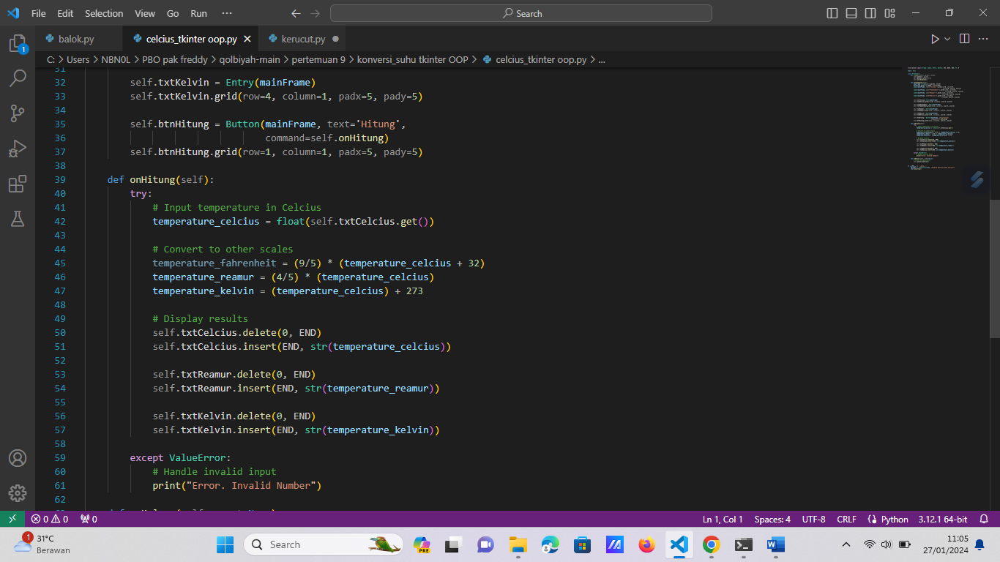 File Edit Selection View Go Run ··· Search
balok.py celcius_tkinter oop.py kerucut.py
C: > Users > NBN0L > PBO pak freddy > qolbiyah-main > pertemuan 9 > konversi_suhu tkinter OOP > celcius_tkinter oop.py > ...
31
32 self.txtKelvin = Entry(mainFrame)
33 self.txtKelvin.grid(row=4, column=1, padx=5, pady=5)
34
35 self.btnHitung = Button(mainFrame, text='Hitung',
36 command=self.onHitung)
37 self.btnHitung.grid(row=1, column=1, padx=5, pady=5)
38
39 def onHitung(self):
40 try:
41 # Input temperature in Celcius
42 temperature_celcius = float(self.txtCelcius.get())
43
44 # Convert to other scales
45 temperature_fahrenheit = (9/5) * (temperature_celcius + 32)
46 temperature_reamur = (4/5) * (temperature_celcius)
47 temperature_kelvin = (temperature_celcius) + 273
48
49 # Display results
50 self.txtCelcius.delete(0, END)
51 self.txtCelcius.insert(END, str(temperature_celcius))
52
53 self.txtReamur.delete(0, END)
54 self.txtReamur.insert(END, str(temperature_reamur))
55
56 self.txtKelvin.delete(0, END)
57 self.txtKelvin.insert(END, str(temperature_kelvin))
58
59 except ValueError:
60 # Handle invalid input
61 print("Error. Invalid Number")
62
0 0 0 Ln 1, Col 1 Spaces: 4 UTF-8 CRLF Python 3.12.1 64-bit
1 31°C Search PRE 11:05
Berawan 27/01/2024